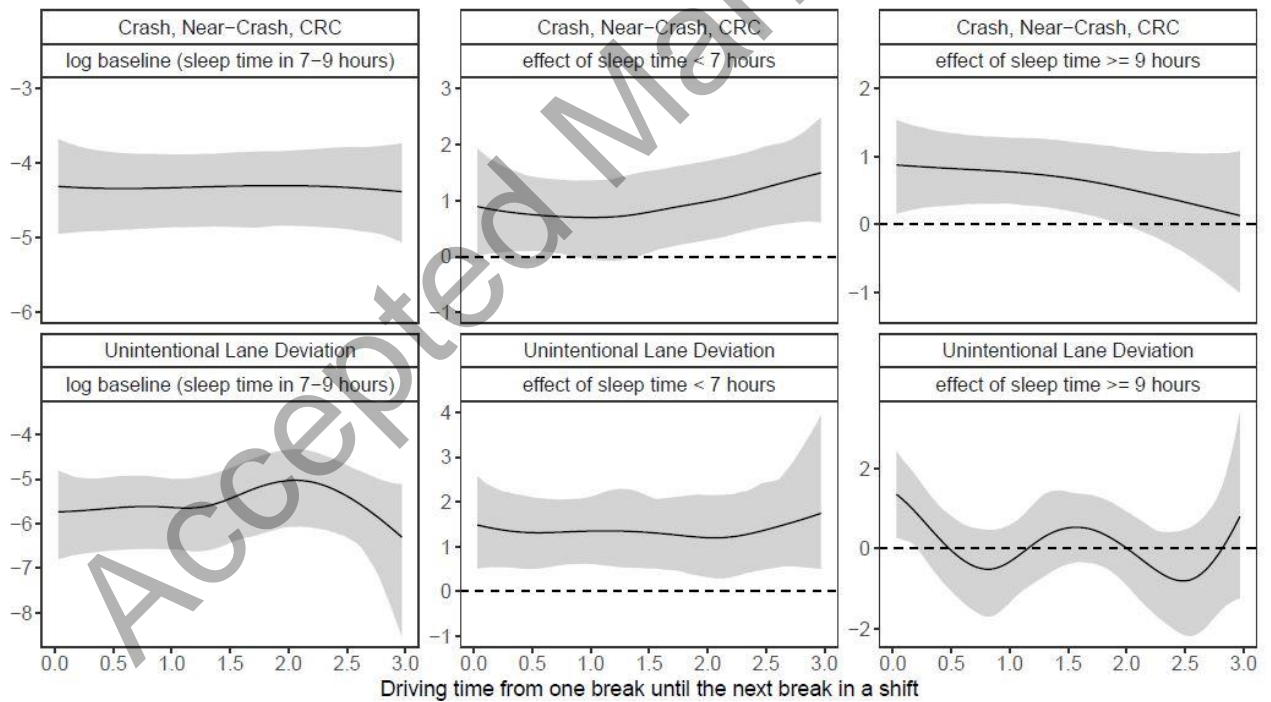 Crash, Near−Crash, CRC
log baseline (sleep time in 7−9 hours)
−3
−4
−5
−6
Crash, Near−Crash, CRC
effect of sleep time < 7 hours
3
2
1
0
−1
Crash, Near−Crash, CRC
effect of sleep time >= 9 hours
2
1
0
−1
Unintentional Lane Deviation
log baseline (sleep time in 7−9 hours)
−4
−5
−6
−7
−8
0.0 0.5 1.0 1.5 2.0 2.5 3.0
Unintentional Lane Deviation
effect of sleep time < 7 hours
4
3
2
1
0
−1
0.0 0.5 1.0 1.5 2.0 2.5 3.0
Unintentional Lane Deviation
effect of sleep time >= 9 hours
2
0
−2
0.0 0.5 1.0 1.5 2.0 2.5 3.0
Driving time from one break until the next break in a shift
Accepted